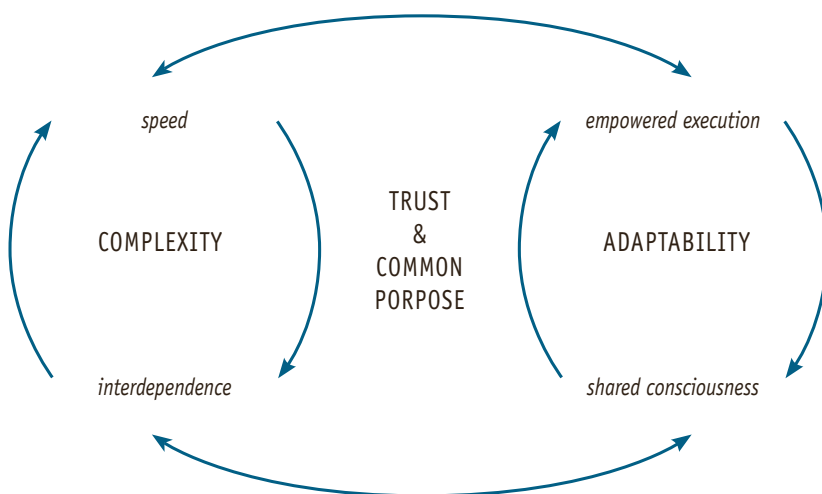 speed
empowered execution
COMPLEXITY
TRUST
&
COMMON
PORPOSE
ADAPTABILITY
interdependence
shared consciousness